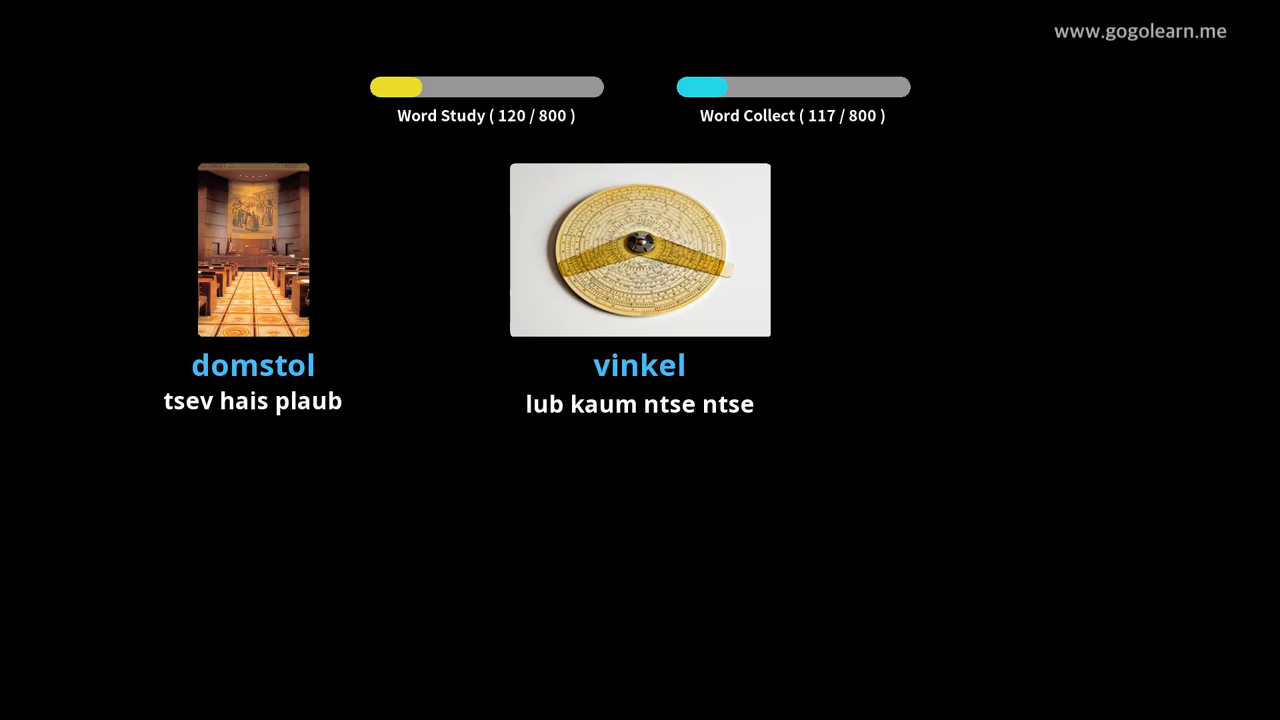 www.gogolearn.me
Word Study ( 120 / 800 )
Word Collect ( 117 / 800 )
domstol
tsev hais plaub
vinkel
lub kaum ntse ntse